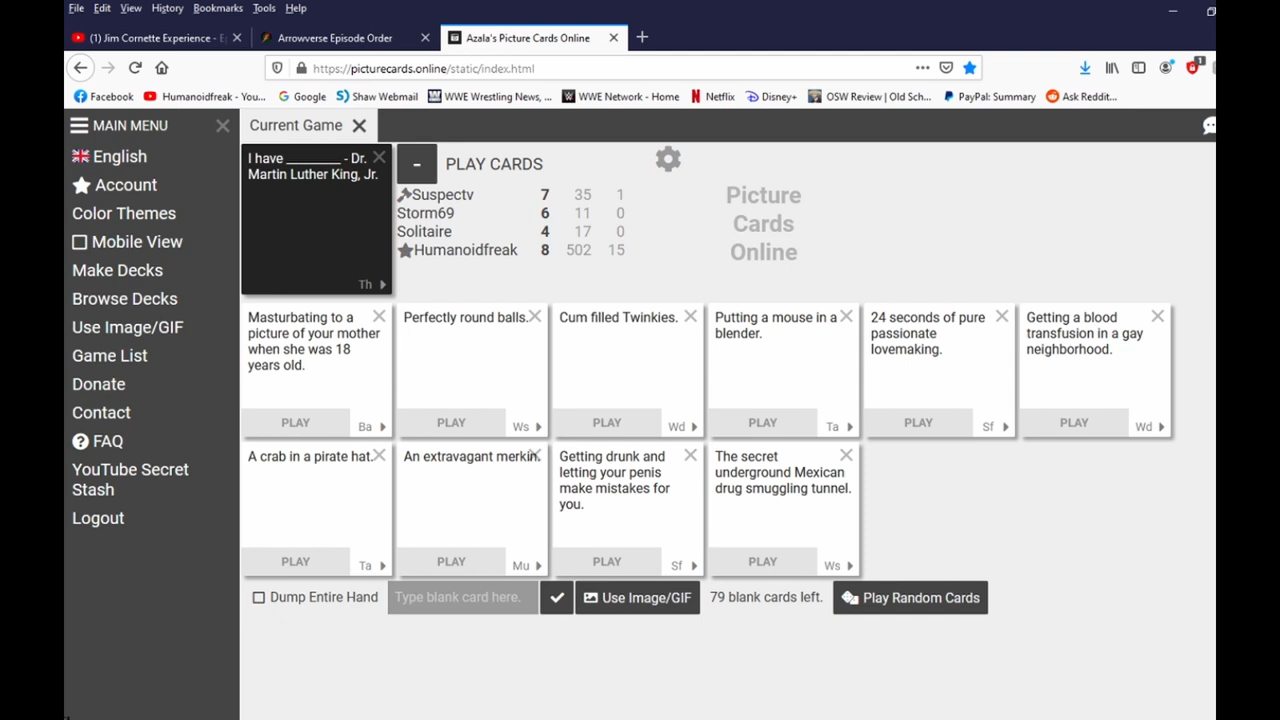 File Edit View History Bookmarks Tools Help
(1) Jim Cornette Experience - E
Arrowverse Episode Order
Azala's Picture Cards Online
https://picturecards.online/static/index.html
1
Facebook
Humanoidfreak - You...
Google
Shaw Webmail
WWE Wrestling News, ...
WWE Network - Home
Netflix
Disney+
OSW Review | Old Sch...
PayPal: Summary
Ask Reddit...
MAIN MENU
English
Account
Color Themes
Mobile View
Make Decks
Browse Decks
Use Image/GIF
Game List
Donate
Contact
FAQ
YouTube Secret
Stash
Logout
Current Game
I have ________ - Dr.
Martin Luther King, Jr.
Th
- PLAY CARDS
Suspectv 7 35 1
Storm69 6 11 0
Solitaire 4 17 0
Humanoidfreak 8 502 15
Picture
Cards
Online
Masturbating to a
picture of your mother
when she was 18
years old.
PLAY Ba
Perfectly round balls.
PLAY Ws
Cum filled Twinkies.
PLAY Wd
Putting a mouse in a
blender.
PLAY Ta
24 seconds of pure
passionate
lovemaking.
PLAY Sf
Getting a blood
transfusion in a gay
neighborhood.
PLAY Wd
A crab in a pirate hat.
PLAY Ta
An extravagant merkin.
PLAY Mu
Getting drunk and
letting your penis
make mistakes for
you.
PLAY Sf
The secret
underground Mexican
drug smuggling tunnel.
PLAY Ws
Dump Entire Hand
Type blank card here.
Use Image/GIF
79 blank cards left.
Play Random Cards